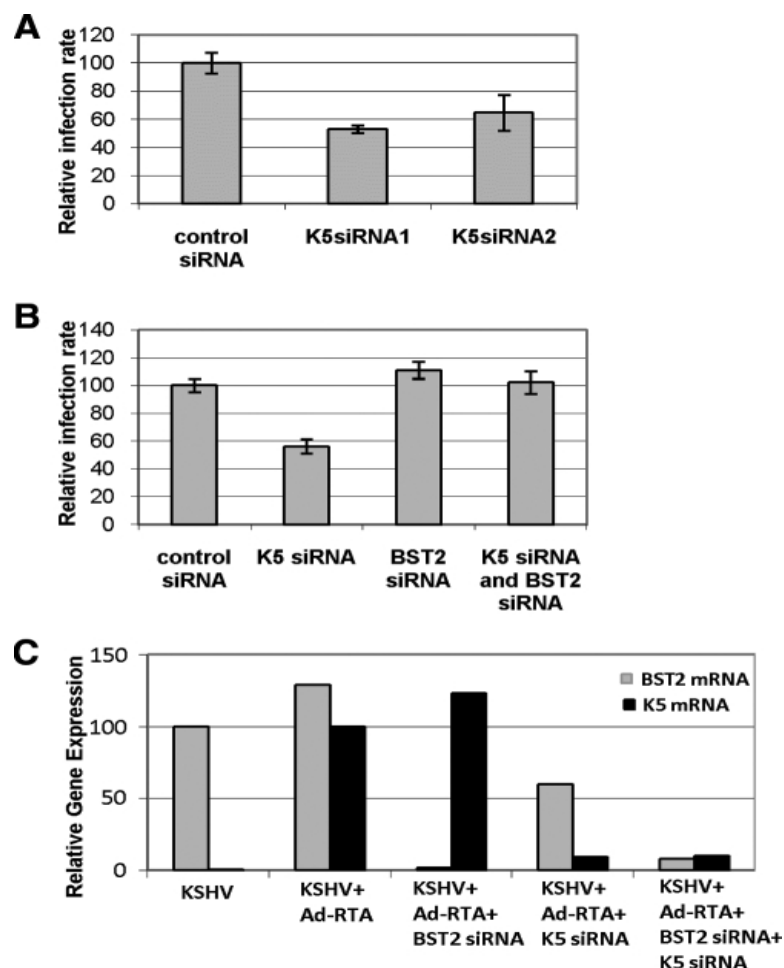 A
Relative infection rate
120
100
80
60
40
20
0
control
siRNA
K5siRNA1
K5siRNA2
B
Relative infection rate
140
120
100
80
60
40
20
0
control
siRNA
K5 siRNA
BST2
siRNA
K5 siRNA
and BST2
siRNA
C
Relative Gene Expression
150
100
50
0
BST2 mRNA
K5 mRNA
KSHV
KSHV+
Ad-RTA
KSHV+
Ad-RTA+
BST2 siRNA
KSHV+
Ad-RTA+
K5 siRNA
KSHV+
Ad-RTA+
BST2 siRNA+
K5 siRNA